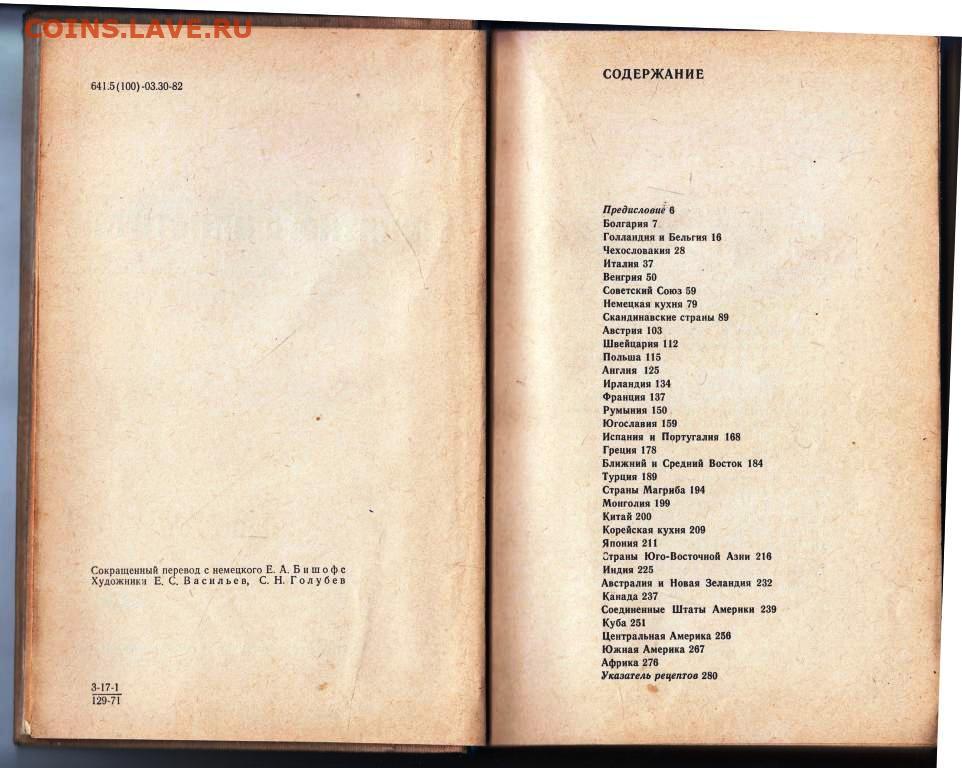 COINS.LAVE.RU
641.5(100)-03.30-82
Сокращенный перевод с немецкого Е. А. Бишофс
Художники Е. С. Васильев, С. Н. Голубев
3-17-1
129-71
СОДЕРЖАНИЕ
Предисловие 6
Болгария 7
Голландия и Бельгия 16
Чехословакия 28
Италия 37
Венгрия 50
Советский Союз 59
Немецкая кухня 79
Скандинавские страны 89
Австрия 103
Швейцария 112
Польша 115
Англия 125
Ирландия 134
Франция 137
Румыния 150
Югославия 159
Испания и Португалия 168
Греция 178
Ближний и Средний Восток 184
Турция 189
Страны Магриба 194
Монголия 199
Китай 200
Корейская кухня 209
Япония 211
Страны Юго-Восточной Азии 216
Индия 225
Австралия и Новая Зеландия 232
Канада 237
Соединенные Штаты Америки 239
Куба 251
Центральная Америка 256
Южная Америка 267
Африка 276
Указатель рецептов 280